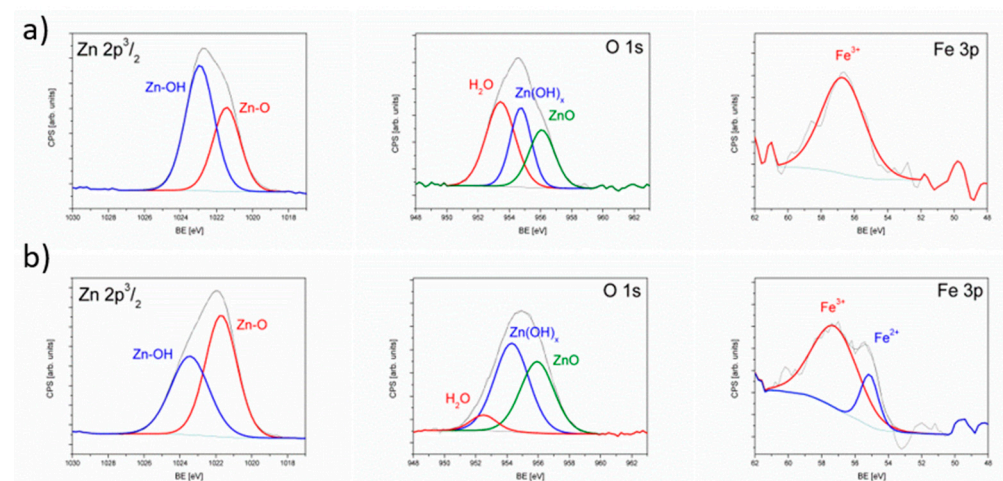 a)
Zn 2p³/₂
Zn-OH
Zn-O
CPS [arb. units]
1030 1028 1026 1024 1022 1020 1018
BE [eV]
O 1s
H₂O
Zn(OH)ₓ
ZnO
CPS [arb. units]
948 950 952 954 956 958 960 962
BE [eV]
Fe 3p
Fe³⁺
CPS [arb. units]
62 60 58 56 54 52 50 48
BE [eV]
b)
Zn 2p³/₂
Zn-OH
Zn-O
CPS [arb. units]
1030 1028 1026 1024 1022 1020 1018
BE [eV]
O 1s
H₂O
Zn(OH)ₓ
ZnO
CPS [arb. units]
948 950 952 954 956 958 960 962
BE [eV]
Fe 3p
Fe³⁺
Fe²⁺
CPS [arb. units]
62 60 58 56 54 52 50 48
BE [eV]